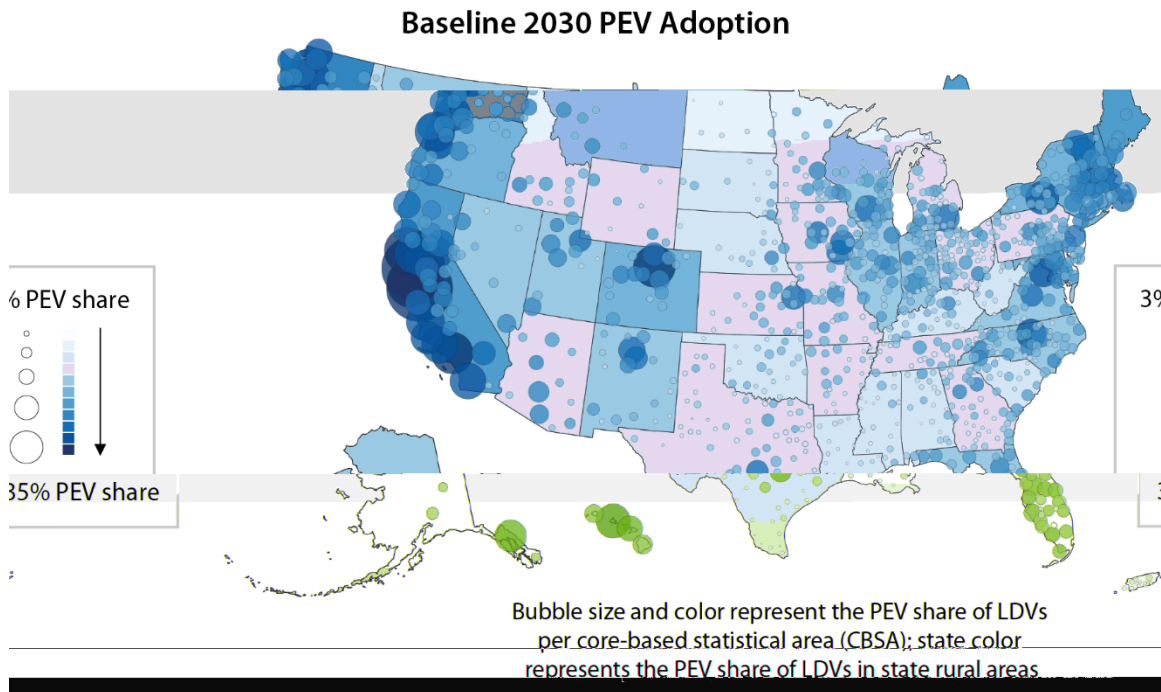 Baseline 2030 PEV Adoption
% PEV share
3%
35% PEV share
Bubble size and color represent the PEV share of LDVs
per core-based statistical area (CBSA); state color
represents the PEV share of LDVs in state rural areas